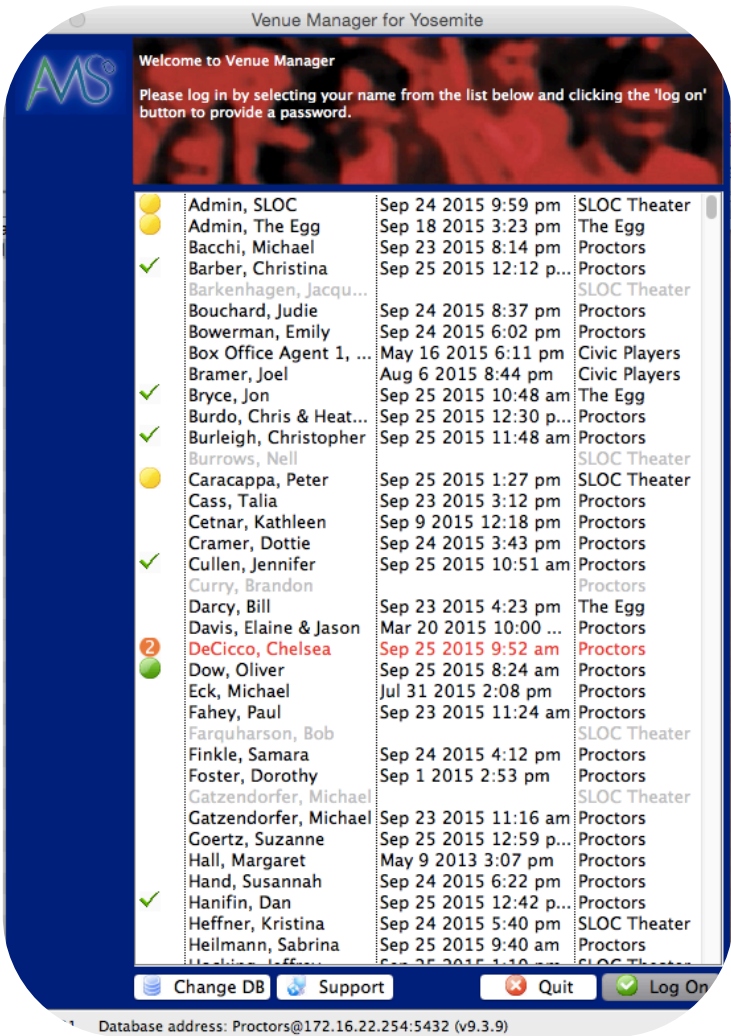 Venue Manager for Yosemite
AMS
Welcome to Venue Manager
Please log in by selecting your name from the list below and clicking the 'log on'
button to provide a password.
Admin, SLOC Sep 24 2015 9:59 pm SLOC Theater
Admin, The Egg Sep 18 2015 3:23 pm The Egg
Bacchi, Michael Sep 23 2015 8:14 pm Proctors
Barber, Christina Sep 25 2015 12:12 p... Proctors
Barkenhagen, Jacqu... SLOC Theater
Bouchard, Judie Sep 24 2015 8:37 pm Proctors
Bowerman, Emily Sep 24 2015 6:02 pm Proctors
Box Office Agent 1, ... May 16 2015 6:11 pm Civic Players
Bramer, Joel Aug 6 2015 8:44 pm Civic Players
Bryce, Jon Sep 25 2015 10:48 am The Egg
Burdo, Chris & Heat... Sep 25 2015 12:30 p... Proctors
Burleigh, Christopher Sep 25 2015 11:48 am Proctors
Burrows, Nell SLOC Theater
Caracappa, Peter Sep 25 2015 1:27 pm SLOC Theater
Cass, Talia Sep 23 2015 3:12 pm Proctors
Cetnar, Kathleen Sep 9 2015 12:18 pm Proctors
Cramer, Dottie Sep 24 2015 3:43 pm Proctors
Cullen, Jennifer Sep 25 2015 10:51 am Proctors
Curry, Brandon Proctors
Darcy, Bill Sep 23 2015 4:23 pm The Egg
Davis, Elaine & Jason Mar 20 2015 10:00 ... Proctors
2 DeCicco, Chelsea Sep 25 2015 9:52 am Proctors
Dow, Oliver Sep 25 2015 8:24 am Proctors
Eck, Michael Jul 31 2015 2:08 pm Proctors
Fahey, Paul Sep 23 2015 11:24 am Proctors
Farquharson, Bob SLOC Theater
Finkle, Samara Sep 24 2015 4:12 pm Proctors
Foster, Dorothy Sep 1 2015 2:53 pm Proctors
Gatzendorfer, Michael SLOC Theater
Gatzendorfer, Michael Sep 23 2015 11:16 am Proctors
Goertz, Suzanne Sep 25 2015 12:59 p... Proctors
Hall, Margaret May 9 2013 3:07 pm Proctors
Hand, Susannah Sep 24 2015 6:22 pm Proctors
Hanifin, Dan Sep 25 2015 12:42 p... Proctors
Heffner, Kristina Sep 24 2015 5:40 pm SLOC Theater
Heilmann, Sabrina Sep 25 2015 9:40 am Proctors
Change DB Support Quit Log On
Database address: Proctors@172.16.22.254:5432 (v9.3.9)